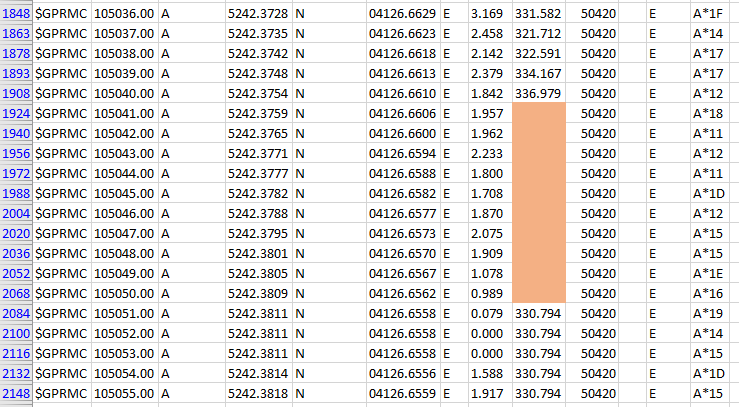 1848 $GPRMC 105036.00 A 5242.3728 N 04126.6629 E 3.169 331.582 50420 E A*1F
1863 $GPRMC 105037.00 A 5242.3735 N 04126.6623 E 2.458 321.712 50420 E A*14
1878 $GPRMC 105038.00 A 5242.3742 N 04126.6618 E 2.142 322.591 50420 E A*17
1893 $GPRMC 105039.00 A 5242.3748 N 04126.6613 E 2.379 334.167 50420 E A*17
1908 $GPRMC 105040.00 A 5242.3754 N 04126.6610 E 1.842 336.979 50420 E A*12
1924 $GPRMC 105041.00 A 5242.3759 N 04126.6606 E 1.957 50420 E A*18
1940 $GPRMC 105042.00 A 5242.3765 N 04126.6600 E 1.962 50420 E A*11
1956 $GPRMC 105043.00 A 5242.3771 N 04126.6594 E 2.233 50420 E A*12
1972 $GPRMC 105044.00 A 5242.3777 N 04126.6588 E 1.800 50420 E A*11
1988 $GPRMC 105045.00 A 5242.3782 N 04126.6582 E 1.708 50420 E A*1D
2004 $GPRMC 105046.00 A 5242.3788 N 04126.6577 E 1.870 50420 E A*12
2020 $GPRMC 105047.00 A 5242.3795 N 04126.6573 E 2.075 50420 E A*15
2036 $GPRMC 105048.00 A 5242.3801 N 04126.6570 E 1.909 50420 E A*15
2052 $GPRMC 105049.00 A 5242.3805 N 04126.6567 E 1.078 50420 E A*1E
2068 $GPRMC 105050.00 A 5242.3809 N 04126.6562 E 0.989 50420 E A*16
2084 $GPRMC 105051.00 A 5242.3811 N 04126.6558 E 0.079 330.794 50420 E A*19
2100 $GPRMC 105052.00 A 5242.3811 N 04126.6558 E 0.000 330.794 50420 E A*14
2116 $GPRMC 105053.00 A 5242.3811 N 04126.6558 E 0.000 330.794 50420 E A*15
2132 $GPRMC 105054.00 A 5242.3814 N 04126.6556 E 1.588 330.794 50420 E A*1D
2148 $GPRMC 105055.00 A 5242.3818 N 04126.6559 E 1.917 330.794 50420 E A*15